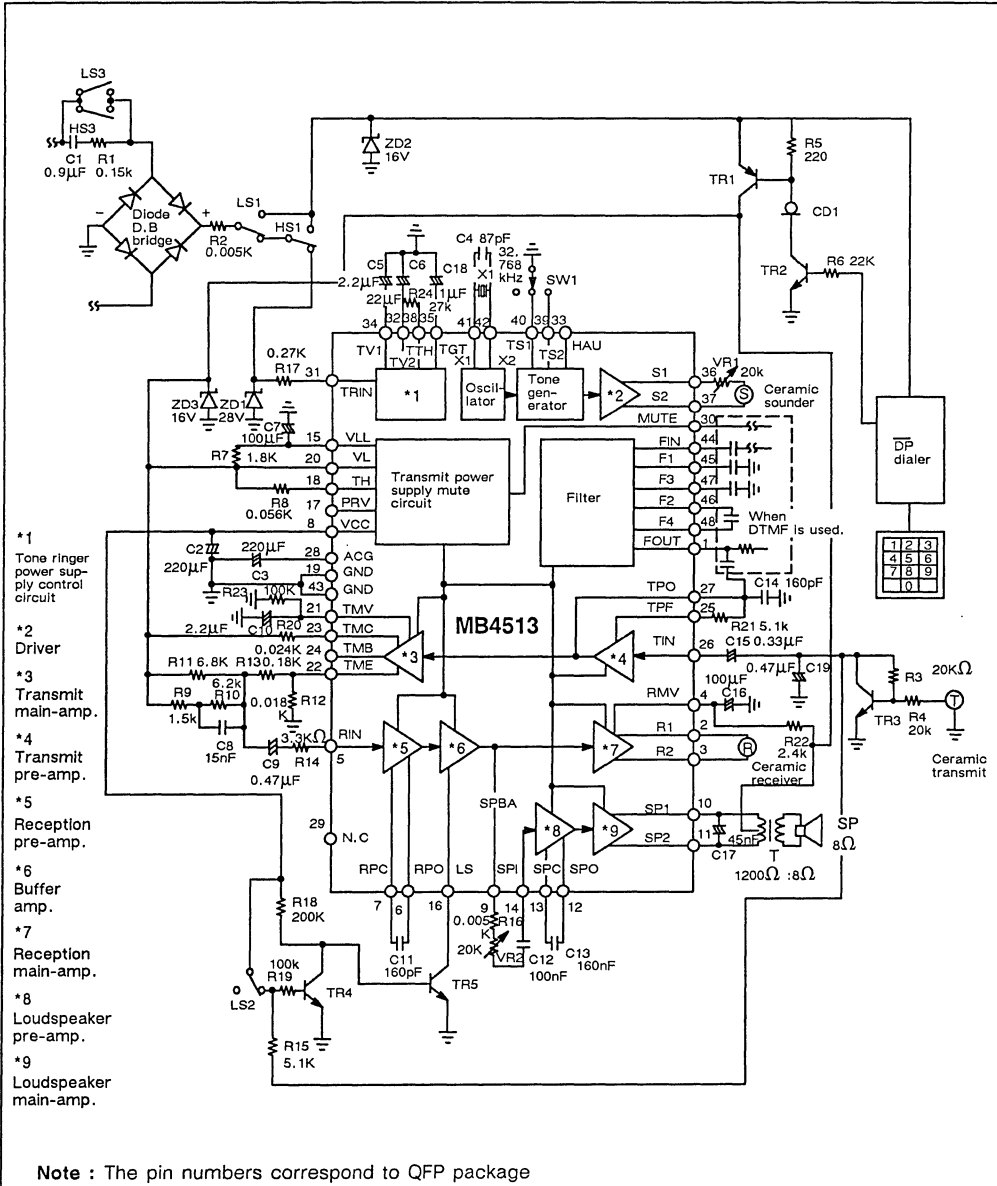 LS3
HS3
C1
0.9µF
R1
0.15k
Diode
D.B
bridge
–
+
R2
0.005K
LS1
HS1
ZD2
16V
TR1
R5
220
CD1
TR2
R6 22K
C4 87pF
32.
768
kHz
X1
SW1
C5
2.2µF
C6
22µF
R24
C18
1µF
27k
34
32
38
35
41
42
40
39
33
TV1
TV2
TTH
TGT
X1
X2
TS1
TS2
HAU
0.27K
R17
31
TRIN
*1
Oscil-
lator
Tone
gen-
erator
*2
S1
S2
36
37
VR1
20k
S
Ceramic
sounder
MUTE
30
ZD3
16V
ZD1
28V
C7
100µF
R7
1.8K
R8
0.056K
15
20
18
17
8
VLL
VL
TH
PRV
VCC
Transmit power
supply mute
circuit
Filter
FIN
F1
F3
F2
F4
FOUT
44
45
47
46
48
1
When
DTMF is used.
DP
dialer
1 2 3
4 5 6
7 8 9
0
C2
220µF
220µF
C3
28
19
43
ACG
GND
GND
R23
100K
C10
2.2µF
R20
0.024K
21
23
24
22
TMV
TMC
TMB
TME
*3
MB4513
*4
TPO
TPF
TIN
27
25
26
C14 160pF
R21 5.1k
C15 0.33µF
0.47µF
C19
R3
20KΩ
T
R4
20k
TR3
Ceramic
transmit
R11 6.8K
R13 0.18K
R9
1.5k
6.2k
R10
C8
15nF
0.018
K
R12
3.3KΩ
R14
C9
0.47µF
RIN
5
*5
*6
*7
RMV
R1
R2
4
2
3
100µF
C16
R22
2.4k
R
Ceramic
receiver
SPBA
*8
*9
SP1
SP2
10
11
45nF
C17
T
1200Ω :8Ω
SP
8Ω
29
N.C
RPC
RPO
LS
SPI
SPC
SPO
7
6
16
9
14
13
12
C11
160pF
0.005
K
R16
20K
VR2
C12
100nF
C13
160nF
R18
200K
100k
R19
LS2
TR4
TR5
R15
5.1K
*1
Tone ringer
power sup-
ply control
circuit
*2
Driver
*3
Transmit
main-amp.
*4
Transmit
pre-amp.
*5
Reception
pre-amp.
*6
Buffer
amp.
*7
Reception
main-amp.
*8
Loudspeaker
pre-amp.
*9
Loudspeaker
main-amp.
Note : The pin numbers correspond to QFP package